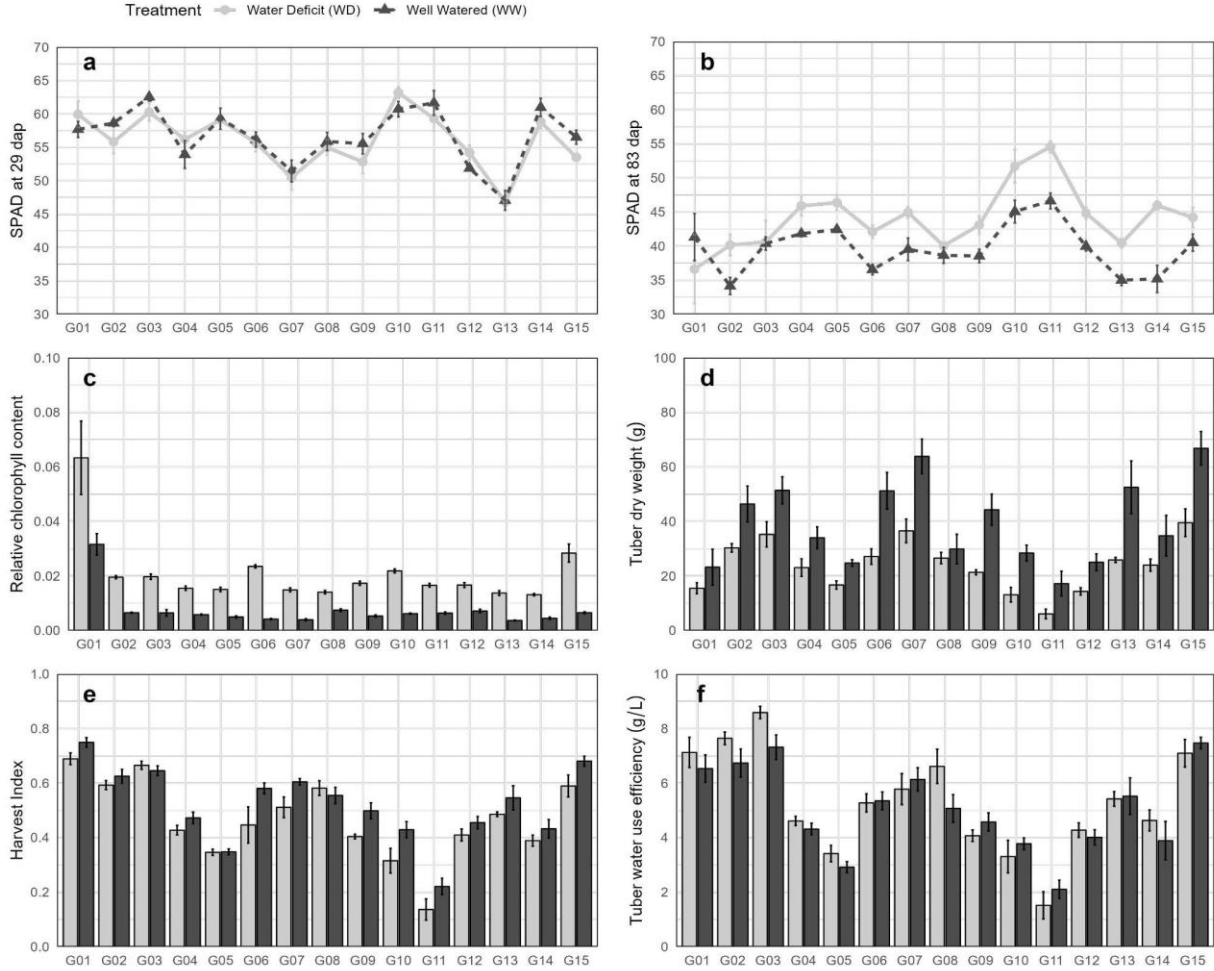 Treatment Water Deficit (WD) Well Watered (WW)
a
SPAD at 29 dap
70
65
60
55
50
45
40
35
30
G01 G02 G03 G04 G05 G06 G07 G08 G09 G10 G11 G12 G13 G14 G15
b
SPAD at 83 dap
70
65
60
55
50
45
40
35
30
G01 G02 G03 G04 G05 G06 G07 G08 G09 G10 G11 G12 G13 G14 G15
c
Relative chlorophyll content
0.10
0.08
0.06
0.04
0.02
0.00
G01 G02 G03 G04 G05 G06 G07 G08 G09 G10 G11 G12 G13 G14 G15
d
Tuber dry weight (g)
100
80
60
40
20
0
G01 G02 G03 G04 G05 G06 G07 G08 G09 G10 G11 G12 G13 G14 G15
e
Harvest Index
1.0
0.8
0.6
0.4
0.2
0.0
G01 G02 G03 G04 G05 G06 G07 G08 G09 G10 G11 G12 G13 G14 G15
f
Tuber water use efficiency (g/L)
10
8
6
4
2
0
G01 G02 G03 G04 G05 G06 G07 G08 G09 G10 G11 G12 G13 G14 G15